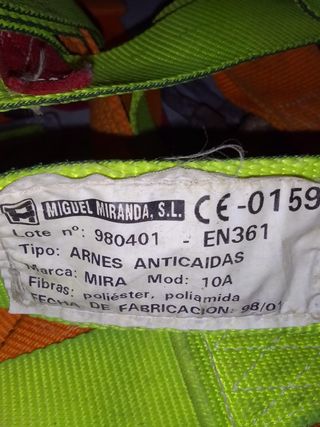 MIGUEL MIRANDA, S.L. CE-0159
Lote nº: 980401 - EN361
Tipo: ARNES ANTICAIDAS
Marca: MIRA Mod: 10A
Fibras: poliéster, poliamida
FECHA DE FABRICACION: 98/01